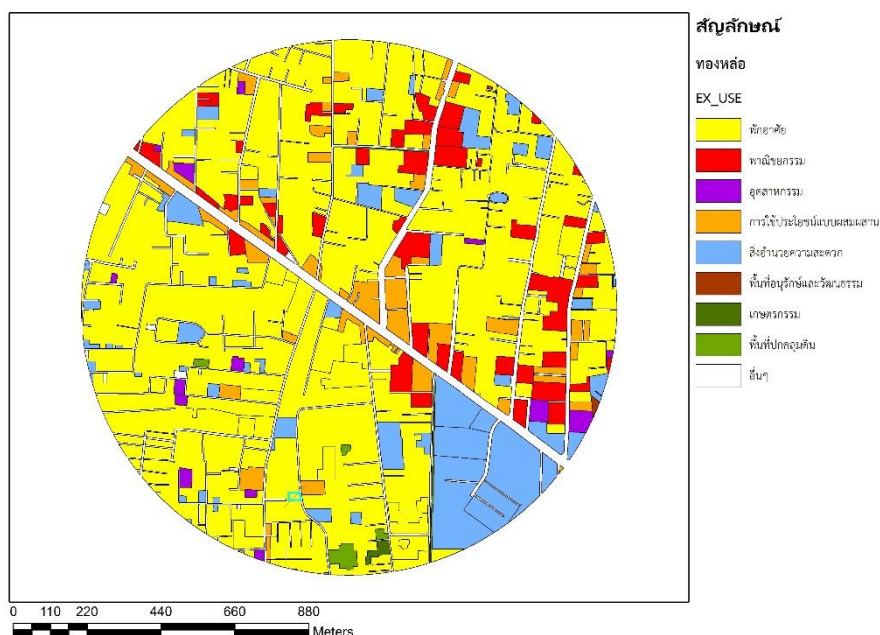 สัญลักษณ์
ทองหล่อ
EX_USE
พักอาศัย
พาณิชยกรรม
อุตสาหกรรม
การใช้ประโยชน์แบบผสมผสาน
สิ่งอำนวยความสะดวก
พื้นที่อนุรักษ์และวัฒนธรรม
เกษตรกรรม
พื้นที่ปกคลุมดิน
อื่นๆ
0 110 220 440 660 880
Meters